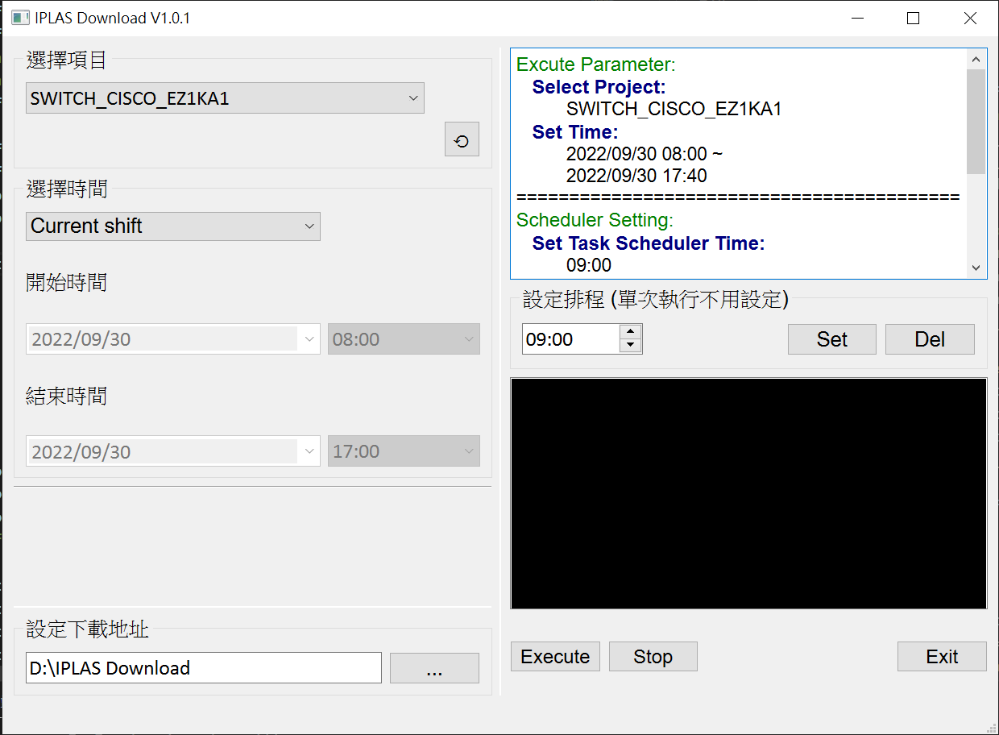 IPLAS Download V1.0.1
選擇項目
SWITCH_CISCO_EZ1KA1
選擇時間
Current shift
開始時間
2022/09/30 08:00
結束時間
2022/09/30 17:00
設定下載地址
D:\IPLAS Download
...
Excute Parameter:
Select Project:
SWITCH_CISCO_EZ1KA1
Set Time:
2022/09/30 08:00 ~
2022/09/30 17:40
==========================================
Scheduler Setting:
Set Task Scheduler Time:
09:00
設定排程 (單次執行不用設定)
09:00 Set Del
Execute Stop Exit